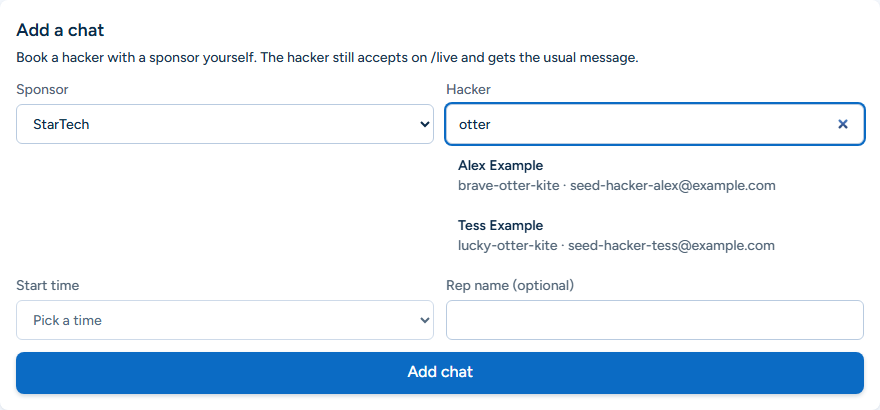 Add a chat
Book a hacker with a sponsor yourself. The hacker still accepts on /live and gets the usual message.
Sponsor
StarTech
Hacker
otter
Alex Example
brave-otter-kite · seed-hacker-alex@example.com
Tess Example
lucky-otter-kite · seed-hacker-tess@example.com
Start time
Pick a time
Rep name (optional)
Add chat